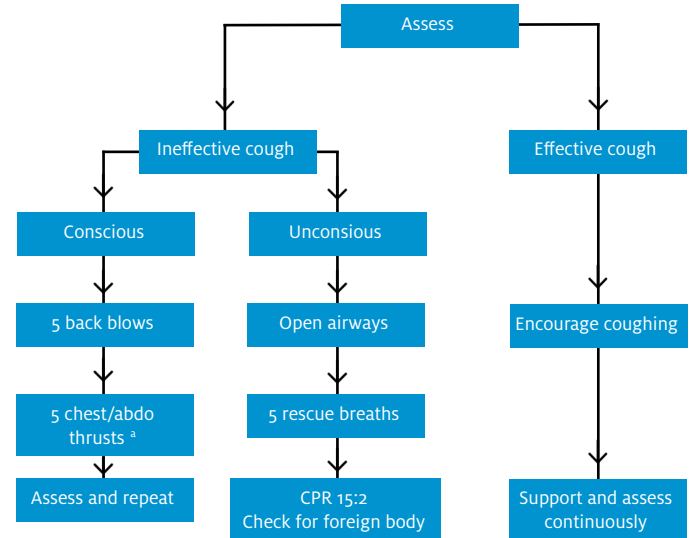 Assess
Ineffective cough
Effective cough
Conscious
Unconsious
5 back blows
Open airways
Encourage coughing
5 chest/abdo
thrusts a
5 rescue breaths
Assess and repeat
CPR 15:2
Check for foreign body
Support and assess
continuously